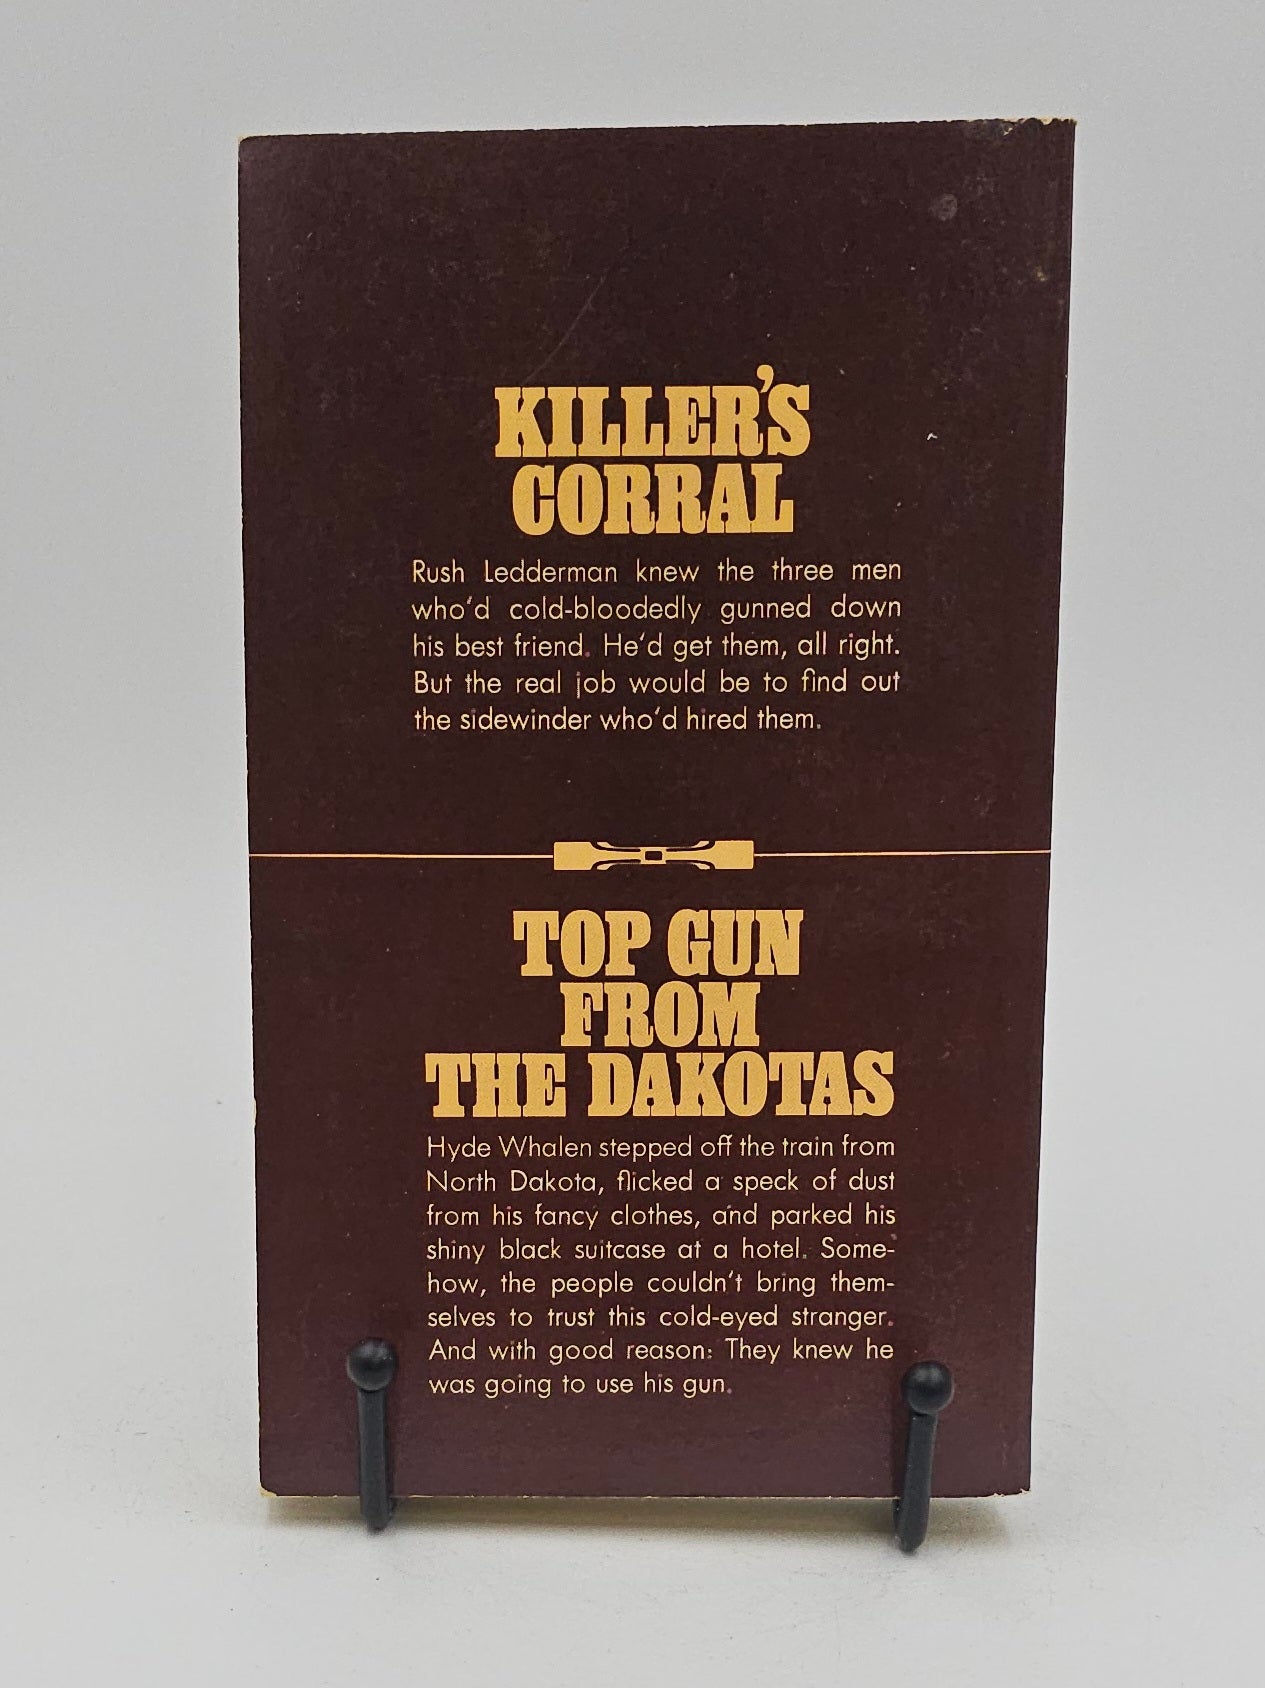 KILLER'S
CORRAL
Rush Ledderman knew the three men
who'd cold-bloodedly gunned down
his best friend. He'd get them, all right.
But the real job would be to find out
the sidewinder who'd hired them.
TOP GUN
FROM
THE DAKOTAS
Hyde Whalen stepped off the train from
North Dakota, flicked a speck of dust
from his fancy clothes, and parked his
shiny black suitcase at a hotel. Some-
how, the people couldn't bring them-
selves to trust this cold-eyed stranger.
And with good reason: They knew he
was going to use his gun.